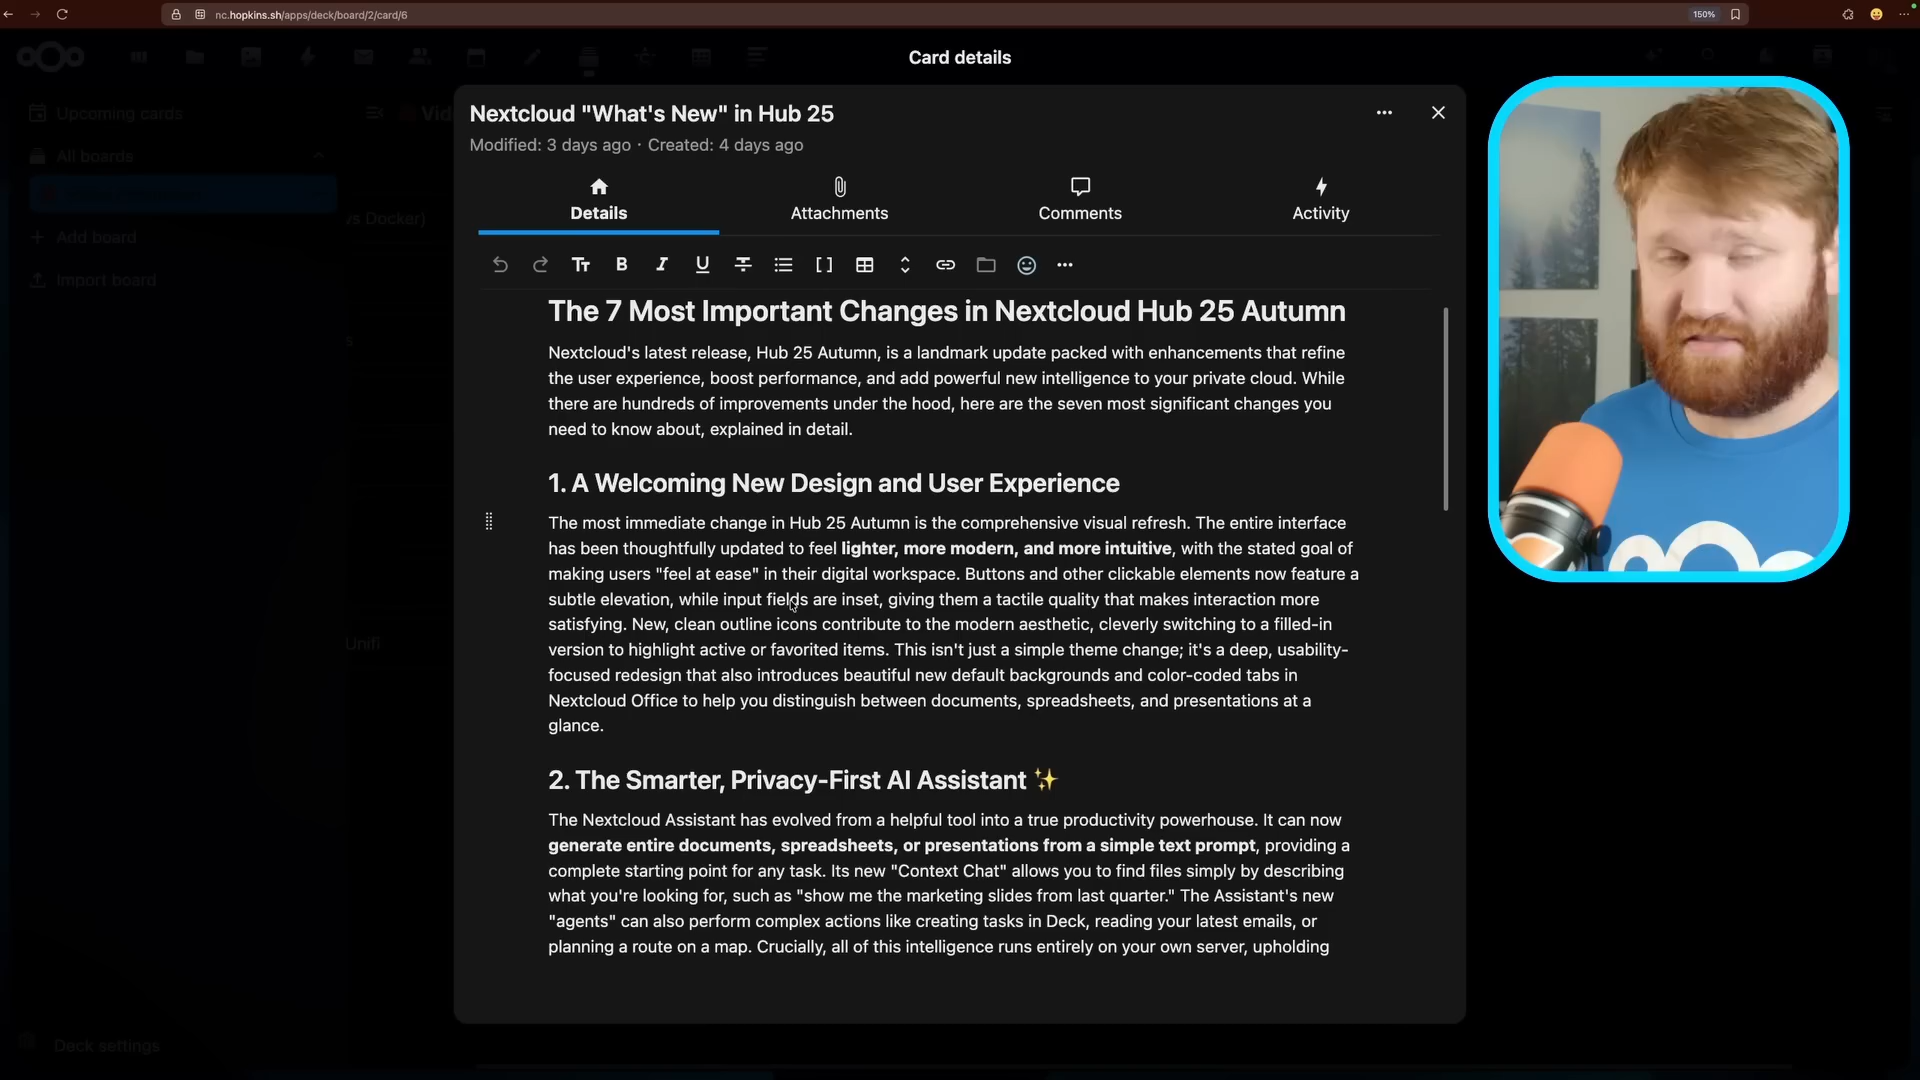 nc.hopkins.sh/apps/deck/board/2/card/6
150%
Card details
Upcoming cards
Vid
All boards
Add board
Import board
s Docker)
s
Unifi
Deck settings
Nextcloud "What's New" in Hub 25
Modified: 3 days ago · Created: 4 days ago
Details
Attachments
Comments
Activity
The 7 Most Important Changes in Nextcloud Hub 25 Autumn
Nextcloud's latest release, Hub 25 Autumn, is a landmark update packed with enhancements that refine
the user experience, boost performance, and add powerful new intelligence to your private cloud. While
there are hundreds of improvements under the hood, here are the seven most significant changes you
need to know about, explained in detail.
1. A Welcoming New Design and User Experience
The most immediate change in Hub 25 Autumn is the comprehensive visual refresh. The entire interface
has been thoughtfully updated to feel lighter, more modern, and more intuitive, with the stated goal of
making users "feel at ease" in their digital workspace. Buttons and other clickable elements now feature a
subtle elevation, while input fields are inset, giving them a tactile quality that makes interaction more
satisfying. New, clean outline icons contribute to the modern aesthetic, cleverly switching to a filled-in
version to highlight active or favorited items. This isn't just a simple theme change; it's a deep, usability-
focused redesign that also introduces beautiful new default backgrounds and color-coded tabs in
Nextcloud Office to help you distinguish between documents, spreadsheets, and presentations at a
glance.
2. The Smarter, Privacy-First AI Assistant ✨
The Nextcloud Assistant has evolved from a helpful tool into a true productivity powerhouse. It can now
generate entire documents, spreadsheets, or presentations from a simple text prompt, providing a
complete starting point for any task. Its new "Context Chat" allows you to find files simply by describing
what you're looking for, such as "show me the marketing slides from last quarter." The Assistant's new
"agents" can also perform complex actions like creating tasks in Deck, reading your latest emails, or
planning a route on a map. Crucially, all of this intelligence runs entirely on your own server, upholding